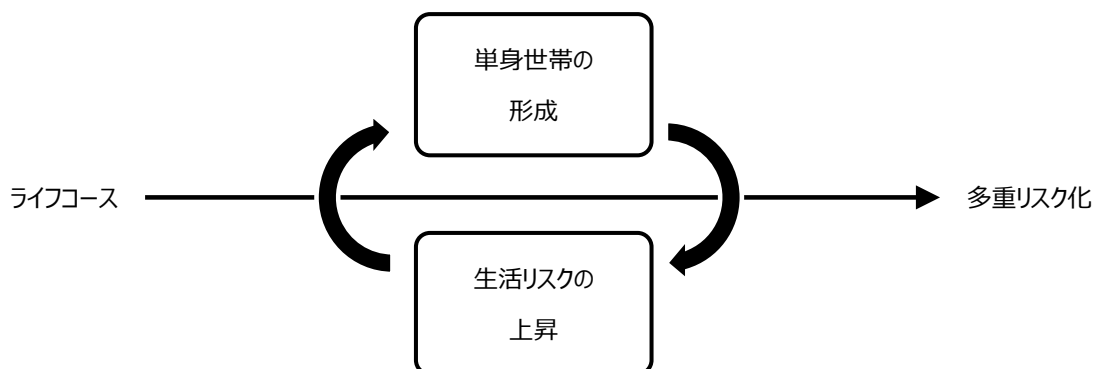 単身世帯の
形成
ライフコース
多重リスク化
生活リスクの
上昇